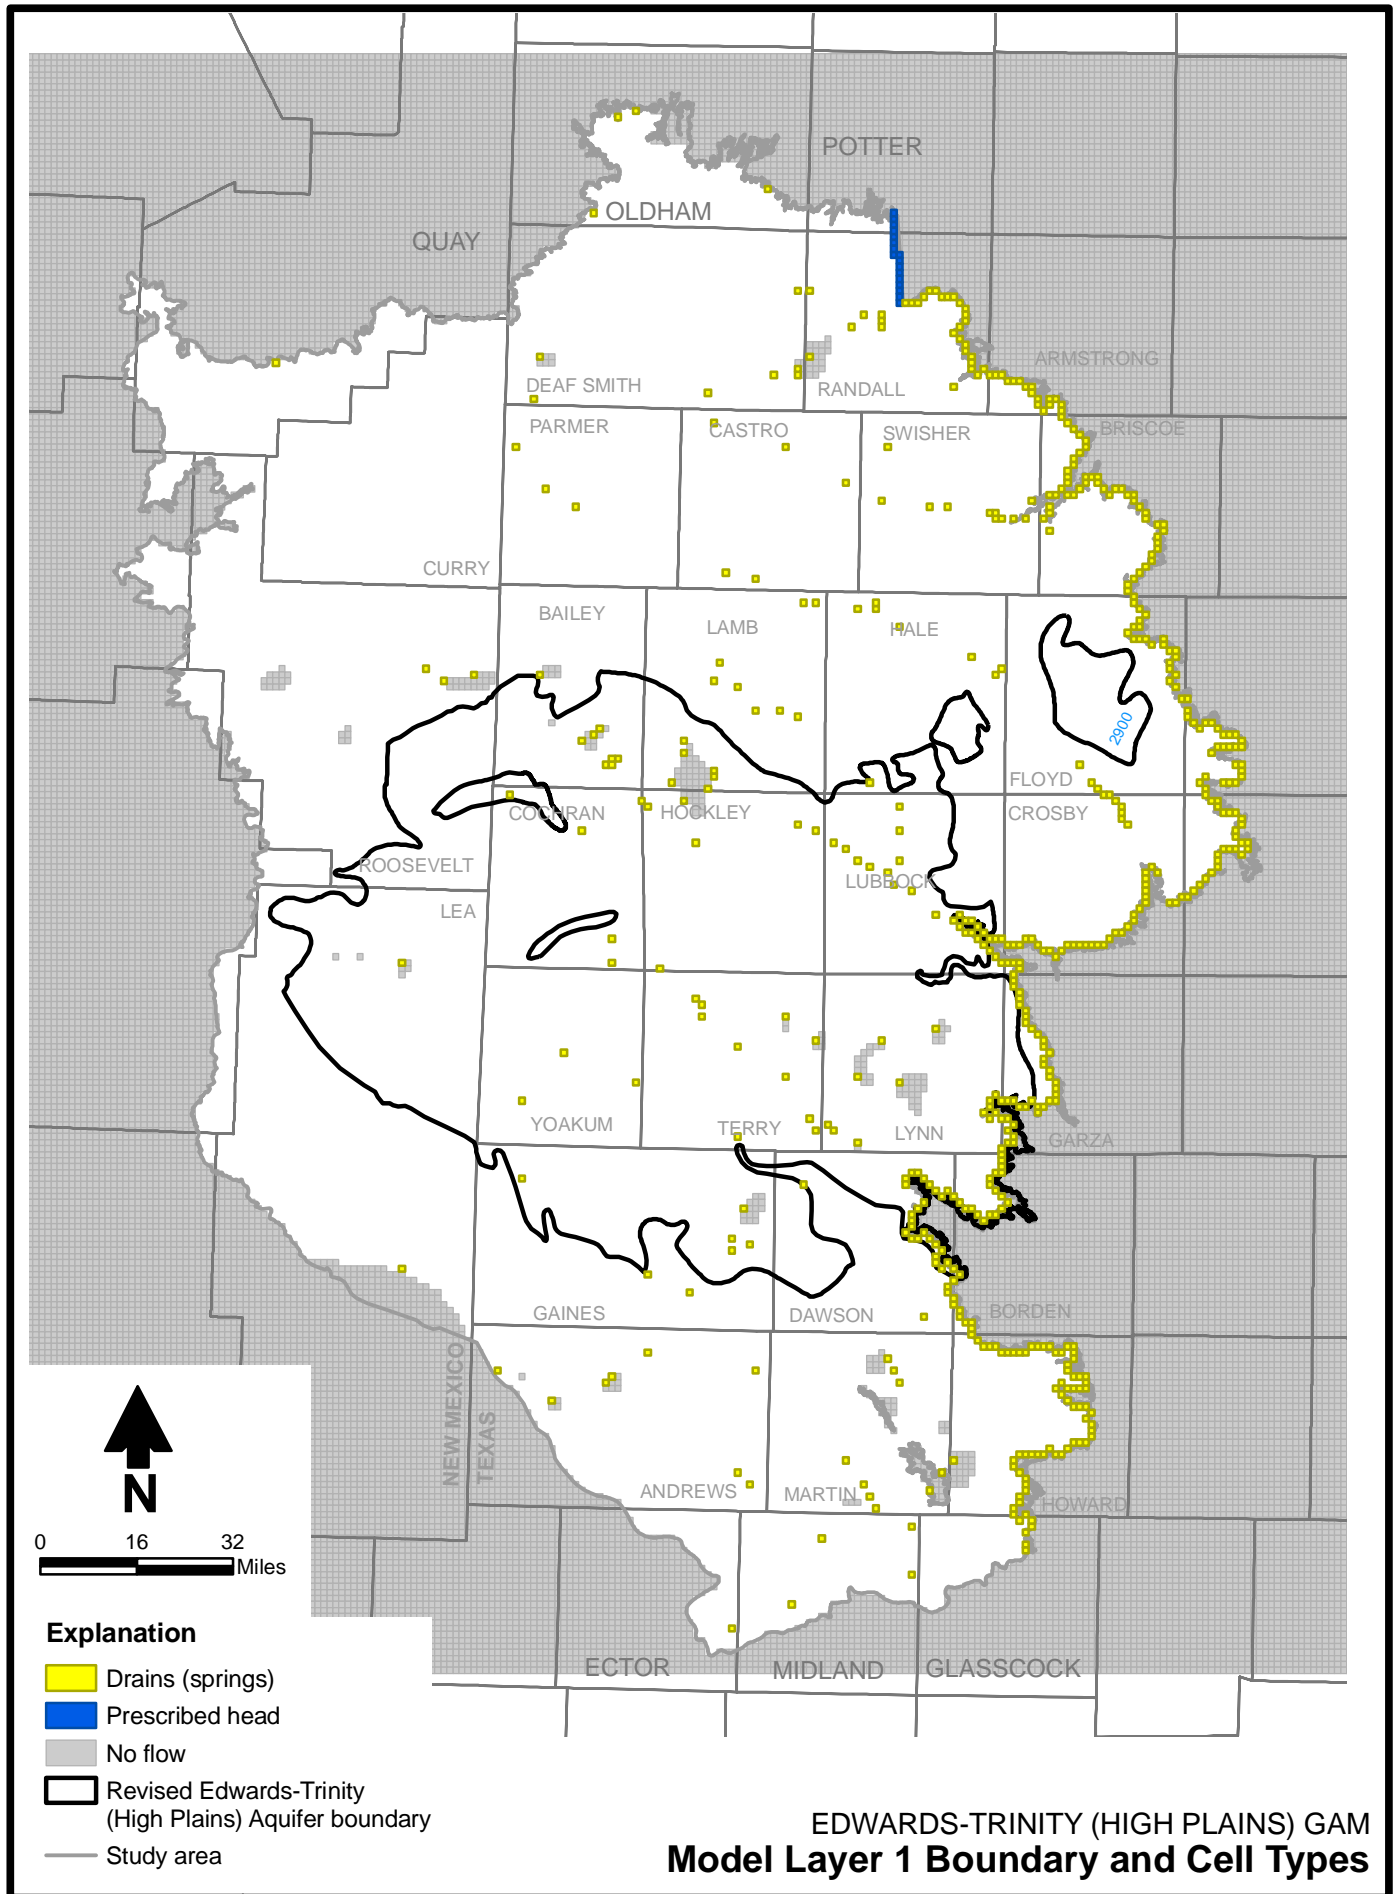 POTTER
OLDHAM
QUAY
ARMSTRONG
DEAF SMITH
RANDALL
PARMER
CASTRO
SWISHER
BRISCOE
CURRY
BAILEY
LAMB
HALE
2900
FLOYD
COCHRAN
HOCKLEY
CROSBY
ROOSEVELT
LUBBOCK
LEA
YOAKUM
TERRY
LYNN
GARZA
GAINES
DAWSON
BORDEN
NEW MEXICO
TEXAS
ANDREWS
MARTIN
HOWARD
N
0 16 32
Miles
ECTOR
MIDLAND
GLASSCOCK
Explanation
Drains (springs)
Prescribed head
No flow
Revised Edwards-Trinity
(High Plains) Aquifer boundary
Study area
EDWARDS-TRINITY (HIGH PLAINS) GAM
Model Layer 1 Boundary and Cell Types